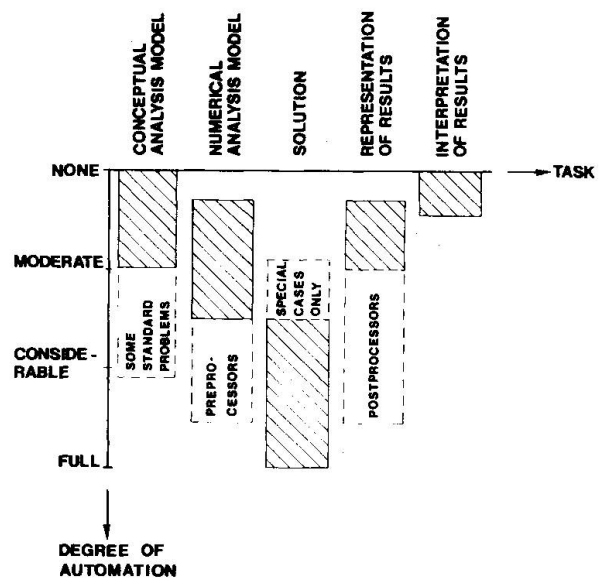 CONCEPTUAL
ANALYSIS MODEL
NUMERICAL
ANALYSIS MODEL
SOLUTION
REPRESENTATION
OF RESULTS
INTERPRETATION
OF RESULTS
NONE
TASK
MODERATE
CONSIDE-
RABLE
FULL
SOME
STANDARD
PROBLEMS
PREPRO-
CESSORS
SPECIAL
CASES
ONLY
POSTPROCESSORS
DEGREE OF
AUTOMATION